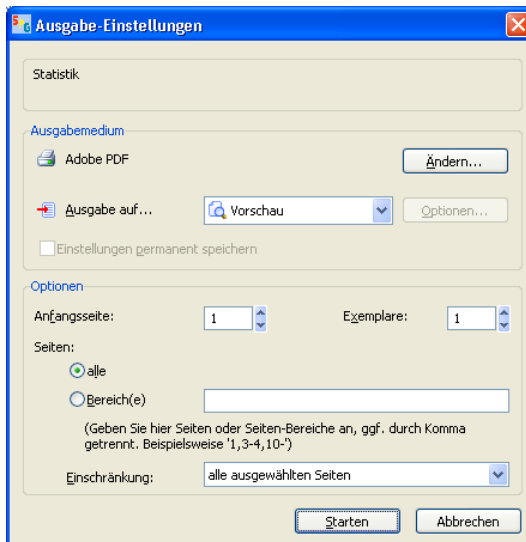 Ausgabe-Einstellungen
Statistik
Ausgabemedium
Adobe PDF
Ändern...
Ausgabe auf...
Vorschau
Optionen...
Einstellungen permanent speichern
Optionen
Anfangsseite:
1
Exemplare:
1
Seiten:
alle
Bereich(e)
(Geben Sie hier Seiten oder Seiten-Bereiche an, ggf. durch Komma
getrennt. Beispielsweise '1,3-4,10-')
Einschränkung:
alle ausgewählten Seiten
Starten
Abbrechen